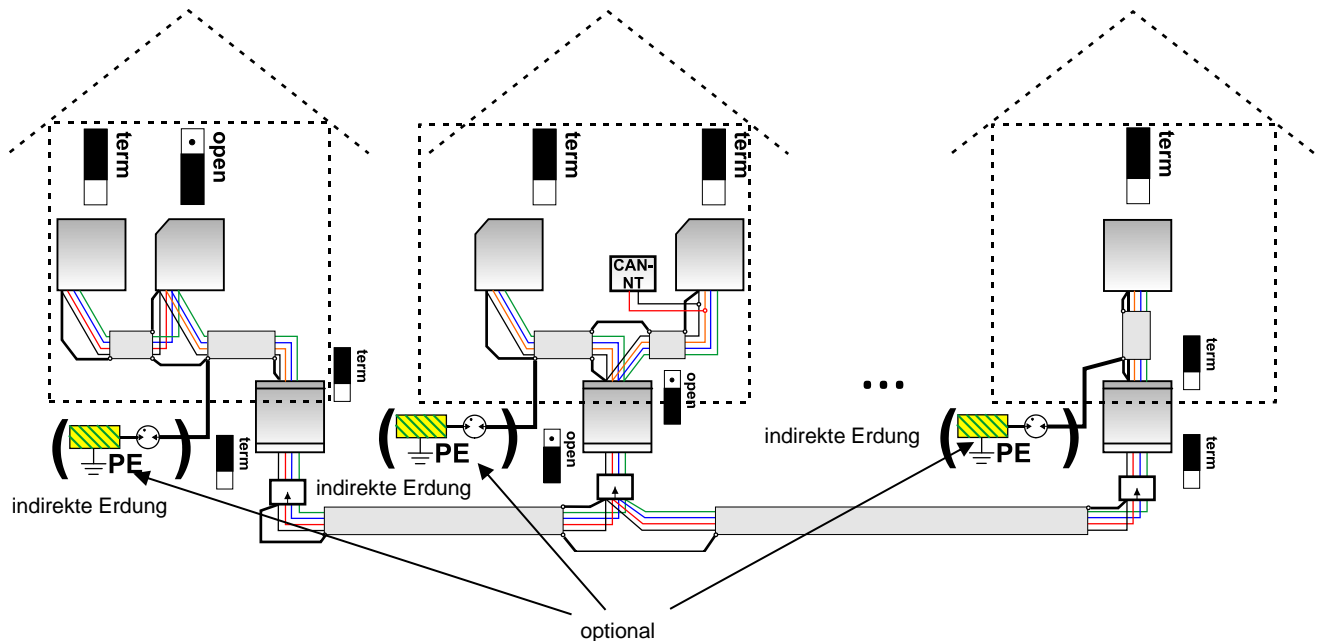 term
open
term
term
term
CAN-
NT
term
open
term
(PE)
indirekte Erdung
term
(PE)
indirekte Erdung
open
...
indirekte Erdung
(PE)
term
optional